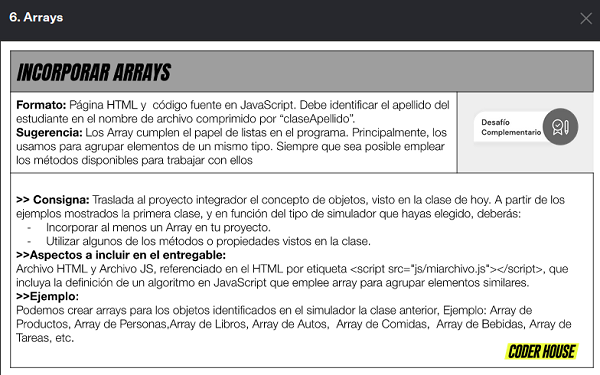 6. Arrays
INCORPORAR ARRAYS
Formato: Página HTML y código fuente en JavaScript. Debe identificar el apellido del
estudiante en el nombre de archivo comprimido por “claseApellido”.
Sugerencia: Los Array cumplen el papel de listas en el programa. Principalmente, los
usamos para agrupar elementos de un mismo tipo. Siempre que sea posible emplear
los métodos disponibles para trabajar con ellos
Desafío
Complementario
>> Consigna: Traslada al proyecto integrador el concepto de objetos, visto en la clase de hoy. A partir de los
ejemplos mostrados la primera clase, y en función del tipo de simulador que hayas elegido, deberás:
- Incorporar al menos un Array en tu proyecto.
- Utilizar algunos de los métodos o propiedades vistos en la clase.
>>Aspectos a incluir en el entregable:
Archivo HTML y Archivo JS, referenciado en el HTML por etiqueta <script src="js/miarchivo.js"></script>, que
incluya la definición de un algoritmo en JavaScript que emplee array para agrupar elementos similares.
>>Ejemplo:
Podemos crear arrays para los objetos identificados en el simulador la clase anterior, Ejemplo: Array de
Productos, Array de Personas,Array de Libros, Array de Autos, Array de Comidas, Array de Bebidas, Array de
Tareas, etc.
CODER HOUSE